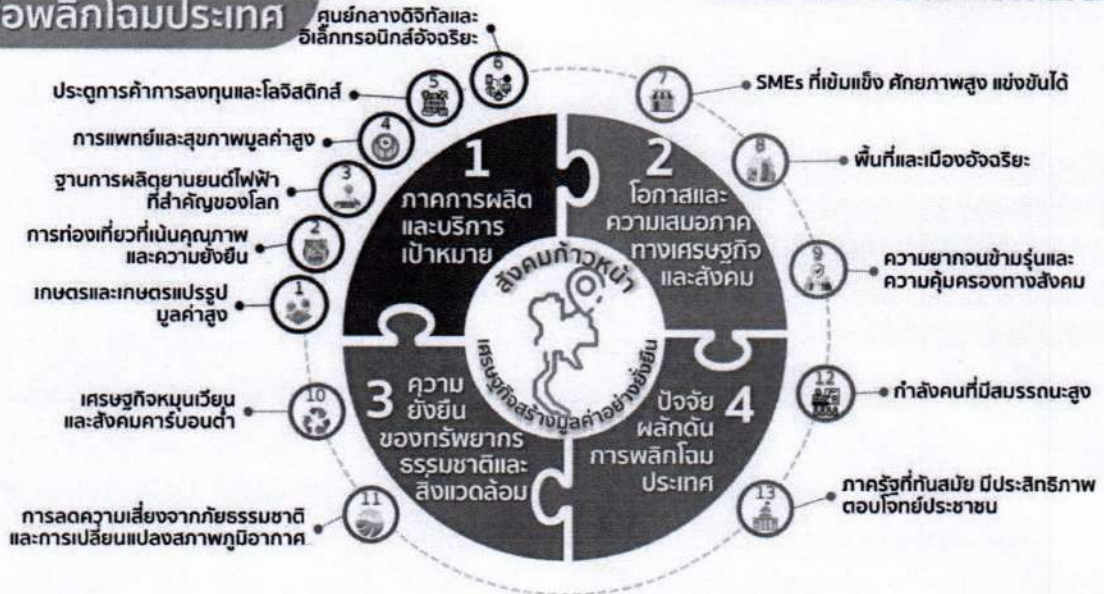 พลิกโฉมประเทศ
ศูนย์กลางดิจิทัลและ
อิเล็กทรอนิกส์อัจฉริยะ
6
5
ประตูการค้าการลงทุนและโลจิสติกส์
4
การแพทย์และสุขภาพมูลค่าสูง
3
ฐานการผลิตยานยนต์ไฟฟ้า
ที่สำคัญของโลก
2
การท่องเที่ยวที่เน้นคุณภาพ
และความยั่งยืน
1
เกษตรและเกษตรแปรรูป
มูลค่าสูง
7
SMEs ที่เข้มแข็ง ศักยภาพสูง แข่งขันได้
8
พื้นที่และเมืองอัจฉริยะ
9
ความยากจนข้ามรุ่นและ
ความคุ้มครองทางสังคม
1
ภาคการผลิต
และบริการ
เป้าหมาย
2
โอกาสและ
ความเสมอภาค
ทางเศรษฐกิจ
และสังคม
สังคมก้าวหน้า
เศรษฐกิจสร้างมูลค่าอย่างยั่งยืน
3
ความ
ยั่งยืน
ของทรัพยากร
ธรรมชาติและ
สิ่งแวดล้อม
4
ปัจจัย
ผลักดัน
การพลิกโฉม
ประเทศ
10
เศรษฐกิจหมุนเวียน
และสังคมคาร์บอนต่ำ
11
การลดความเสี่ยงจากภัยธรรมชาติ
และการเปลี่ยนแปลงสภาพภูมิอากาศ
12
กำลังคนที่มีสมรรถนะสูง
13
ภาครัฐที่ทันสมัย มีประสิทธิภาพ
ตอบโจทย์ประชาชน